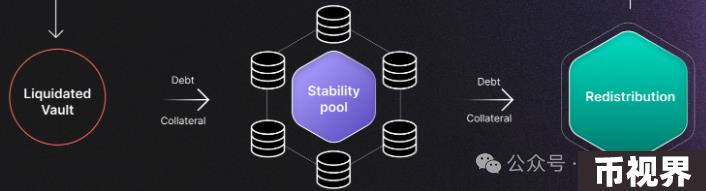 Liquidated
Vault
Debt
Collateral
Stability
pool
Debt
Collateral
Redistribution
公众号 ·
币视界